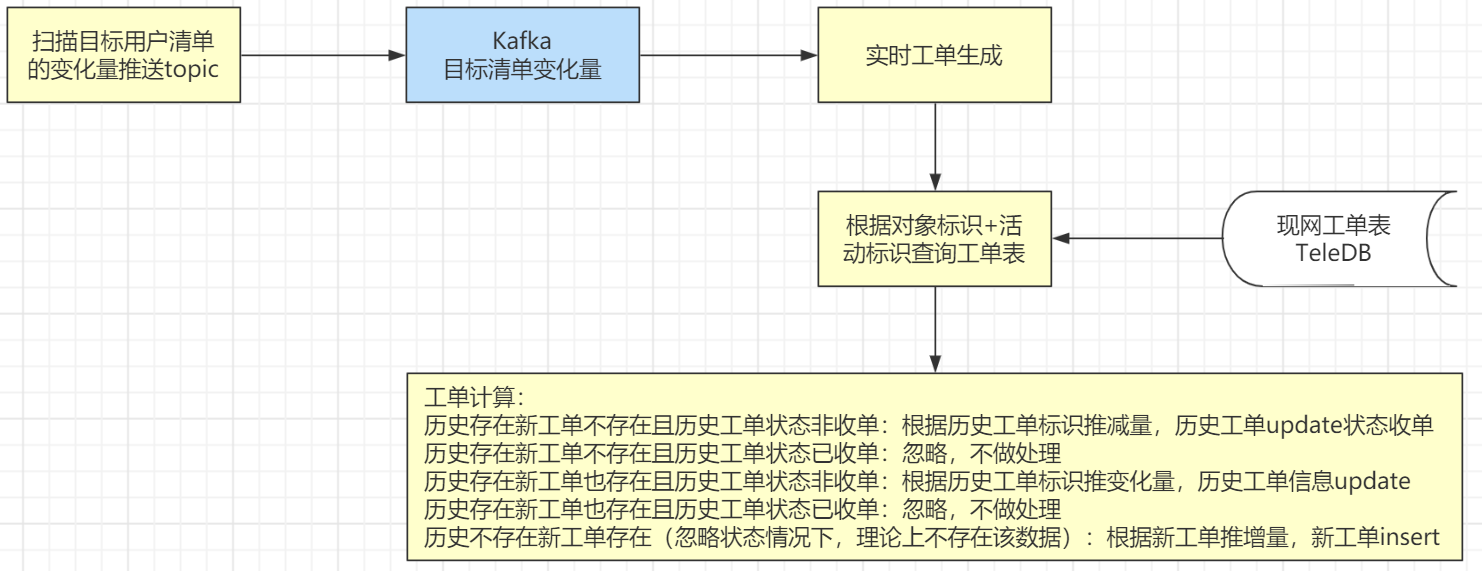 扫描目标用户清单
的变化量推送topic
Kafka
目标清单变化量
实时工单生成
根据对象标识+活
动标识查询工单表
现网工单表
TeleDB
工单计算：
历史存在新工单不存在且历史工单状态非收单：根据历史工单标识推减量，历史工单update状态收单
历史存在新工单不存在且历史工单状态已收单：忽略，不做处理
历史存在新工单也存在且历史工单状态非收单：根据历史工单标识推变化量，历史工单信息update
历史存在新工单也存在且历史工单状态已收单：忽略，不做处理
历史不存在新工单存在（忽略状态情况下，理论上不存在该数据）：根据新工单推增量，新工单insert